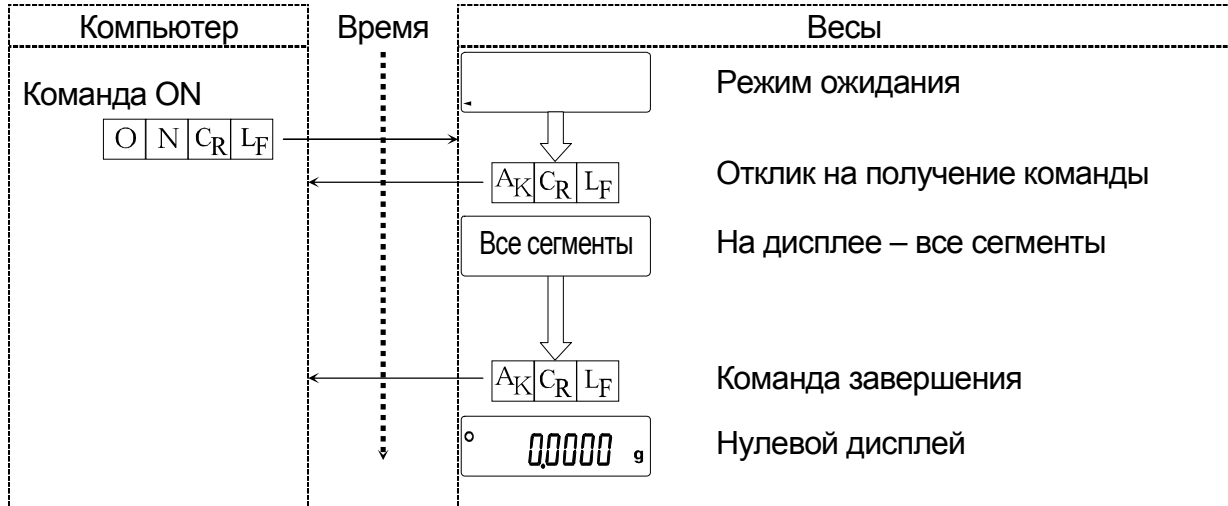 Компьютер Время Весы
Режим ожидания
Команда ON
O N CR LF
AK CR LF Отклик на получение команды
Все сегменты На дисплее – все сегменты
AK CR LF Команда завершения
0.0000 g Нулевой дисплей